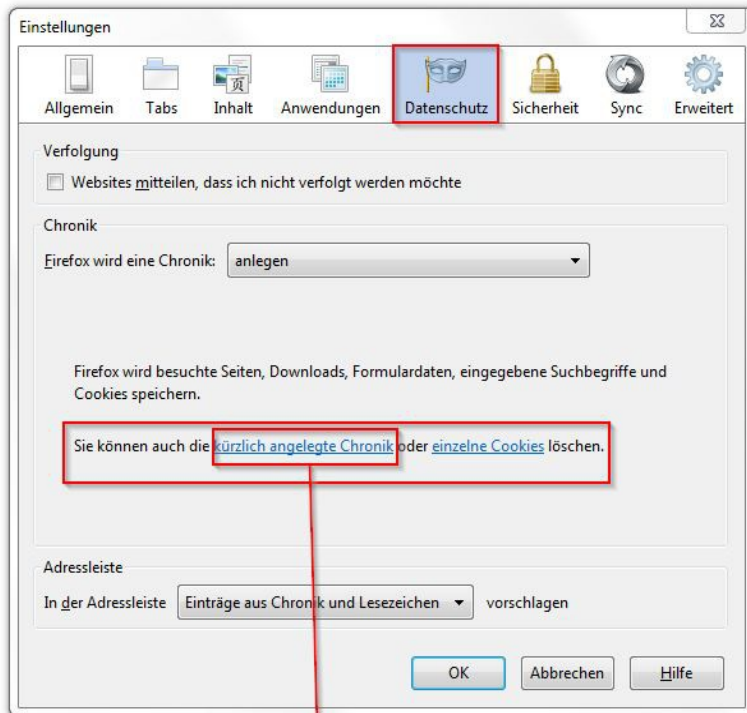 Einstellungen
Allgemein Tabs Inhalt Anwendungen Datenschutz Sicherheit Sync Erweitert
Verfolgung
Websites mitteilen, dass ich nicht verfolgt werden möchte
Chronik
Firefox wird eine Chronik: anlegen
Firefox wird besuchte Seiten, Downloads, Formulardaten, eingegebene Suchbegriffe und
Cookies speichern.
Sie können auch die kürzlich angelegte Chronik oder einzelne Cookies löschen.
Adressleiste
In der Adressleiste Einträge aus Chronik und Lesezeichen vorschlagen
OK Abbrechen Hilfe